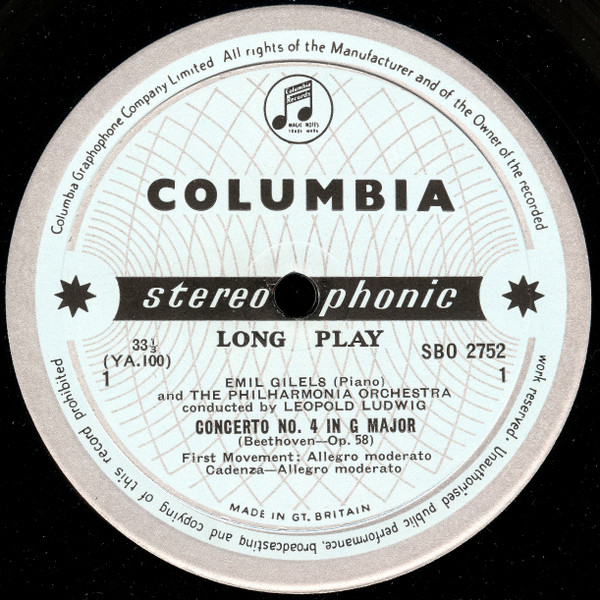 Columbia Graphophone Company Limited All rights of the Manufacturer and of the Owner of the recorded work reserved. Unauthorised public performance, broadcasting and copying of this record prohibited
Columbia
Records
MAGIC NOTES
TRADE MARK
COLUMBIA
stereo phonic
LONG PLAY
33⅓
(YA.100)
1
SBO 2752
1
EMIL GILELS (Piano)
and THE PHILHARMONIA ORCHESTRA
conducted by LEOPOLD LUDWIG
CONCERTO NO. 4 IN G MAJOR
(Beethoven—Op. 58)
First Movement: Allegro moderato
Cadenza—Allegro moderato
MADE IN GT. BRITAIN